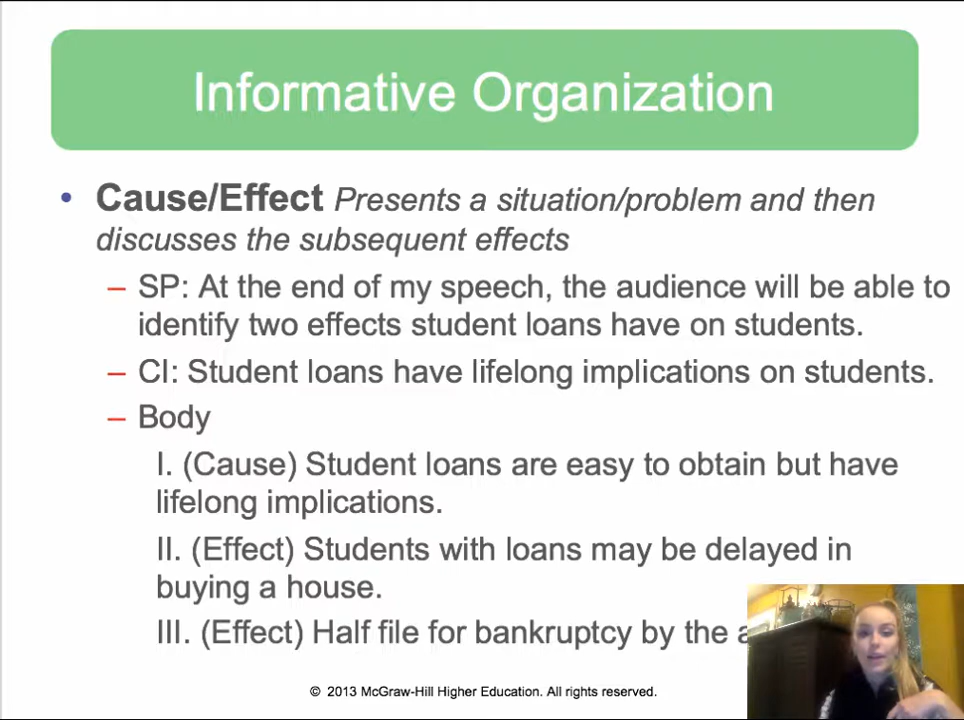 Informative Organization
• Cause/Effect Presents a situation/problem and then
discusses the subsequent effects
– SP: At the end of my speech, the audience will be able to
identify two effects student loans have on students.
– CI: Student loans have lifelong implications on students.
– Body
I. (Cause) Student loans are easy to obtain but have
lifelong implications.
II. (Effect) Students with loans may be delayed in
buying a house.
III. (Effect) Half file for bankruptcy by the
© 2013 McGraw-Hill Higher Education. All rights reserved.